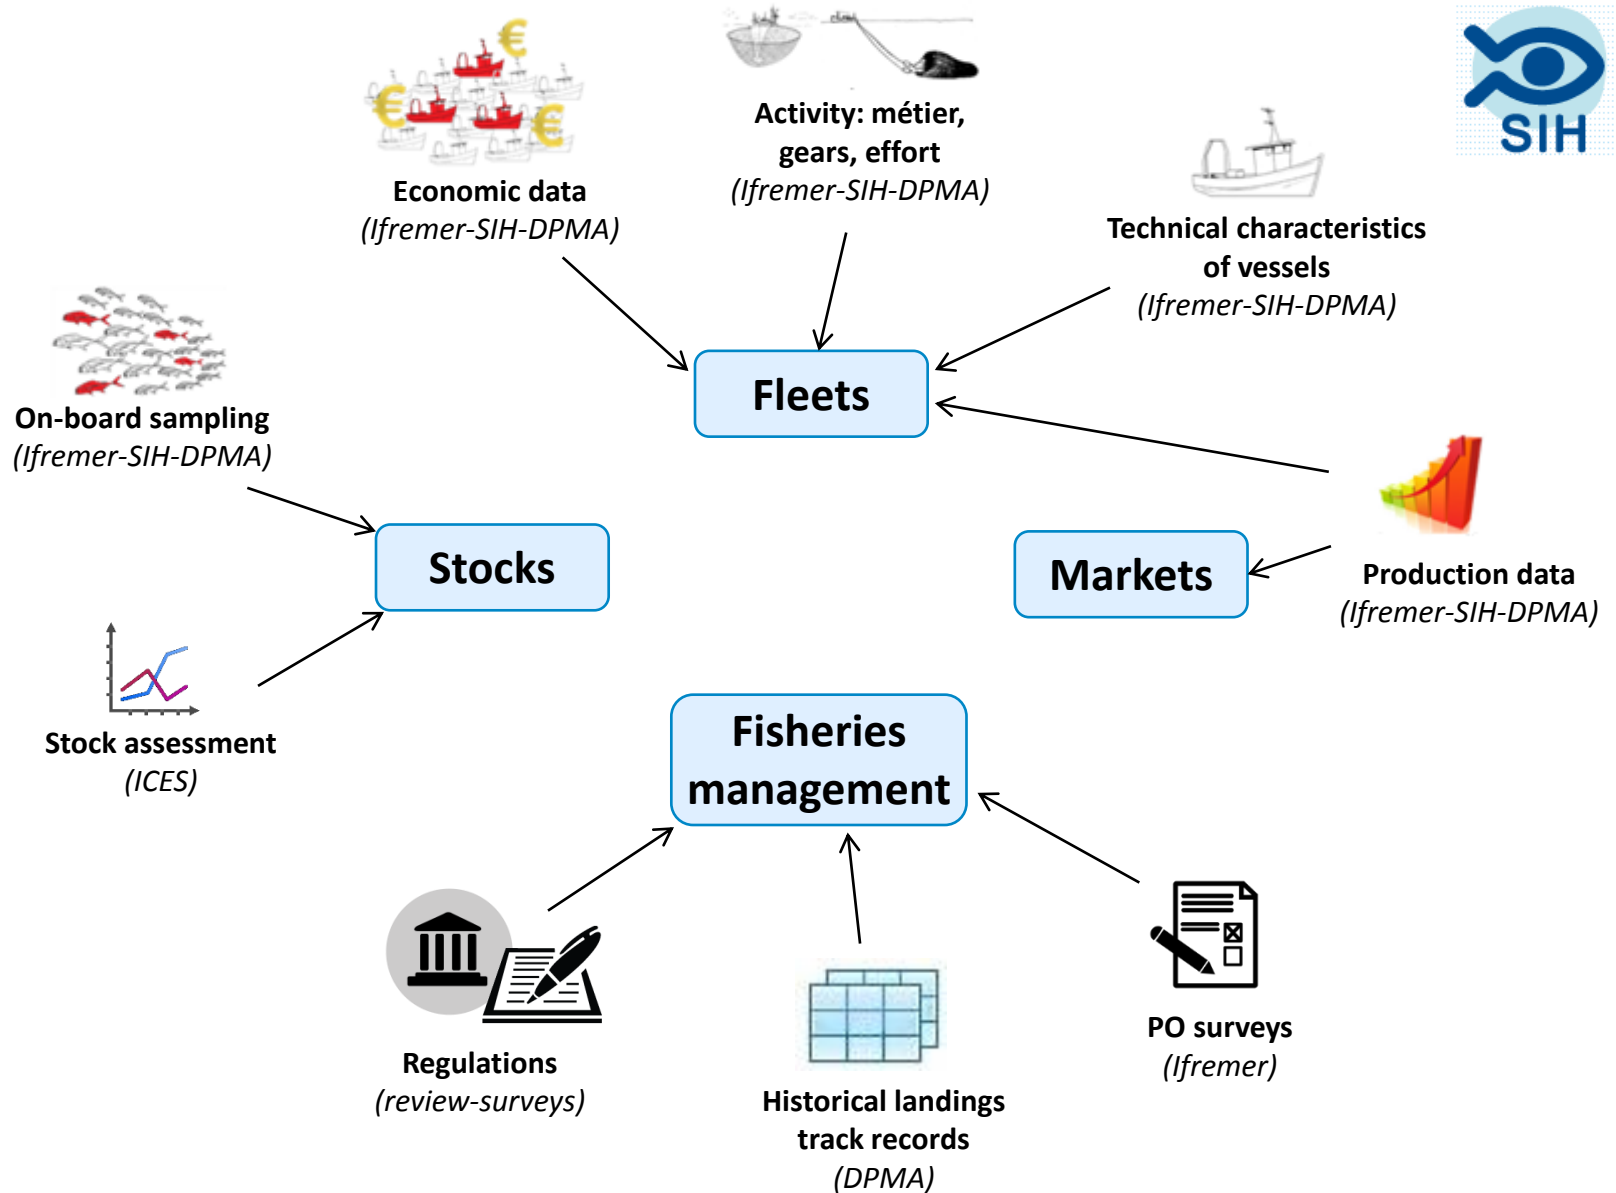 Economic data
(Ifremer-SIH-DPMA)
Activity: métier,
gears, effort
(Ifremer-SIH-DPMA)
SIH
Technical characteristics
of vessels
(Ifremer-SIH-DPMA)
On-board sampling
(Ifremer-SIH-DPMA)
Fleets
Stocks
Markets
Production data
(Ifremer-SIH-DPMA)
Stock assessment
(ICES)
Fisheries
management
Regulations
(review-surveys)
Historical landings
track records
(DPMA)
PO surveys
(Ifremer)